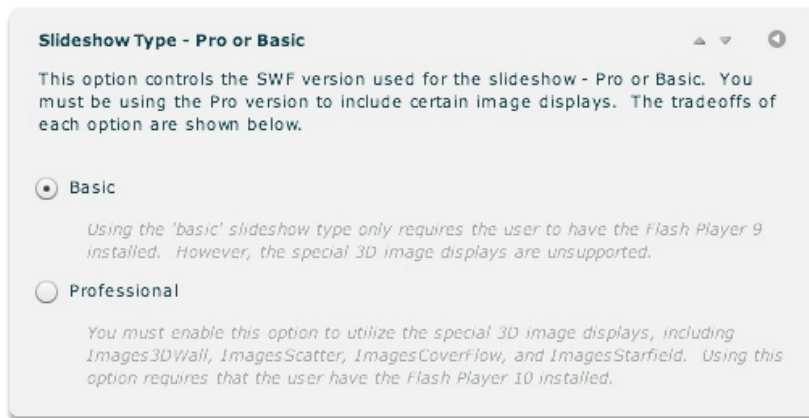 Slideshow Type - Pro or Basic
This option controls the SWF version used for the slideshow - Pro or Basic. You
must be using the Pro version to include certain image displays. The tradeoffs of
each option are shown below.
Basic
Using the 'basic' slideshow type only requires the user to have the Flash Player 9
installed. However, the special 3D image displays are unsupported.
Professional
You must enable this option to utilize the special 3D image displays, including
Images3DWall, ImagesScatter, ImagesCoverFlow, and ImagesStarfield. Using this
option requires that the user have the Flash Player 10 installed.